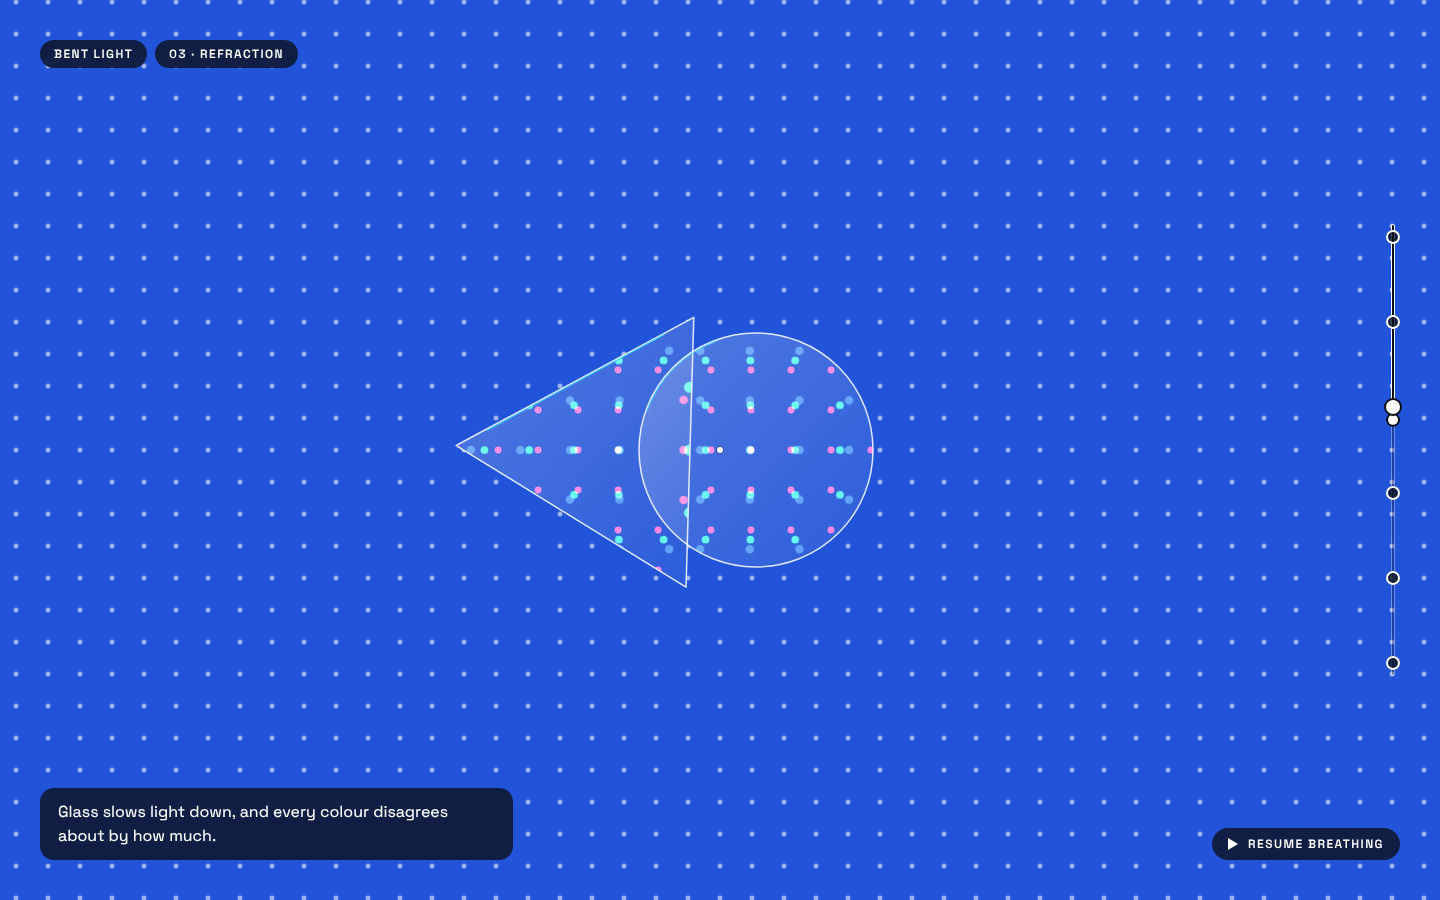 BENT LIGHT
03 · REFRACTION
Glass slows light down, and every colour disagrees
about by how much.
RESUME BREATHING